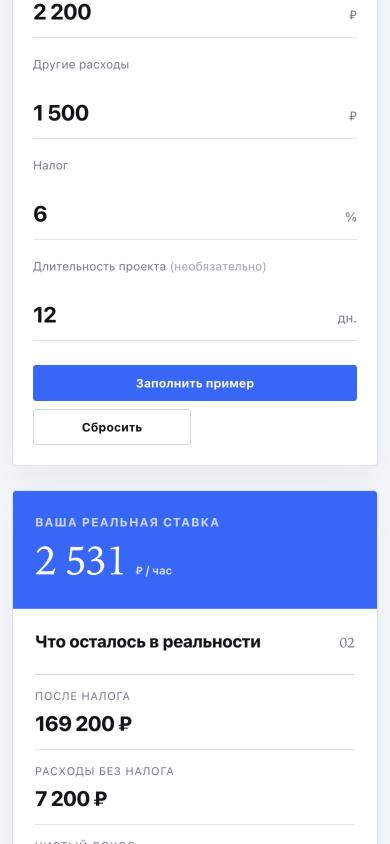 2 200 ₽
Другие расходы
1 500 ₽
Налог
6 %
Длительность проекта (необязательно)
12 дн.
Заполнить пример
Сбросить
ВАША РЕАЛЬНАЯ СТАВКА
2 531 ₽ / час
Что осталось в реальности 02
ПОСЛЕ НАЛОГА
169 200 ₽
РАСХОДЫ БЕЗ НАЛОГА
7 200 ₽